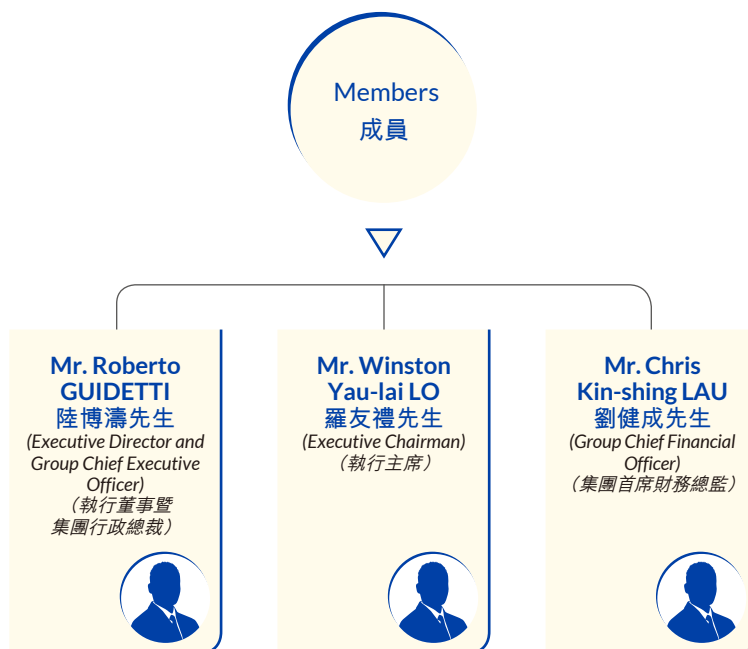 Members
成員
Mr. Roberto
GUIDETTI
陸博濤先生
(Executive Director and
Group Chief Executive
Officer)
（執行董事暨
集團行政總裁）
Mr. Winston
Yau-lai LO
羅友禮先生
(Executive Chairman)
（執行主席）
Mr. Chris
Kin-shing LAU
劉健成先生
(Group Chief Financial
Officer)
（集團首席財務總監）